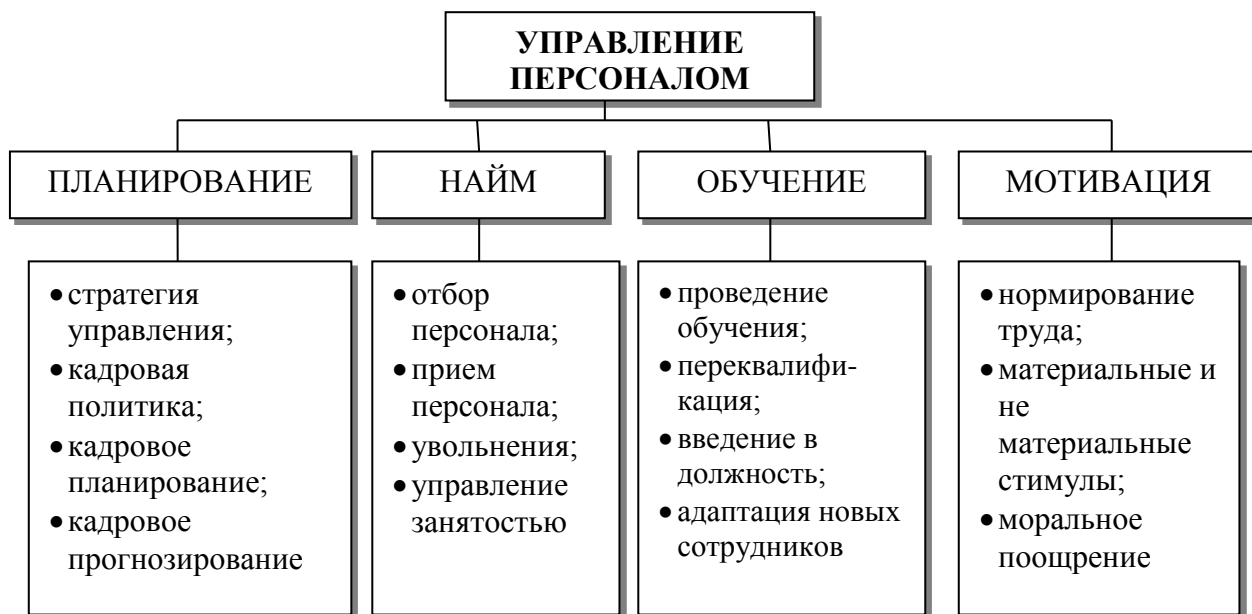 УПРАВЛЕНИЕ
ПЕРСОНАЛОМ
ПЛАНИРОВАНИЕ
НАЙМ
ОБУЧЕНИЕ
МОТИВАЦИЯ
• стратегия
управления;
• кадровая
политика;
• кадровое
планирование;
• кадровое
прогнозирование
• отбор
персонала;
• прием
персонала;
• увольнения;
• управление
занятостью
• проведение
обучения;
• переквалифи-
кация;
• введение в
должность;
• адаптация новых
сотрудников
• нормирование
труда;
• материальные и
не
материальные
стимулы;
• моральное
поощрение